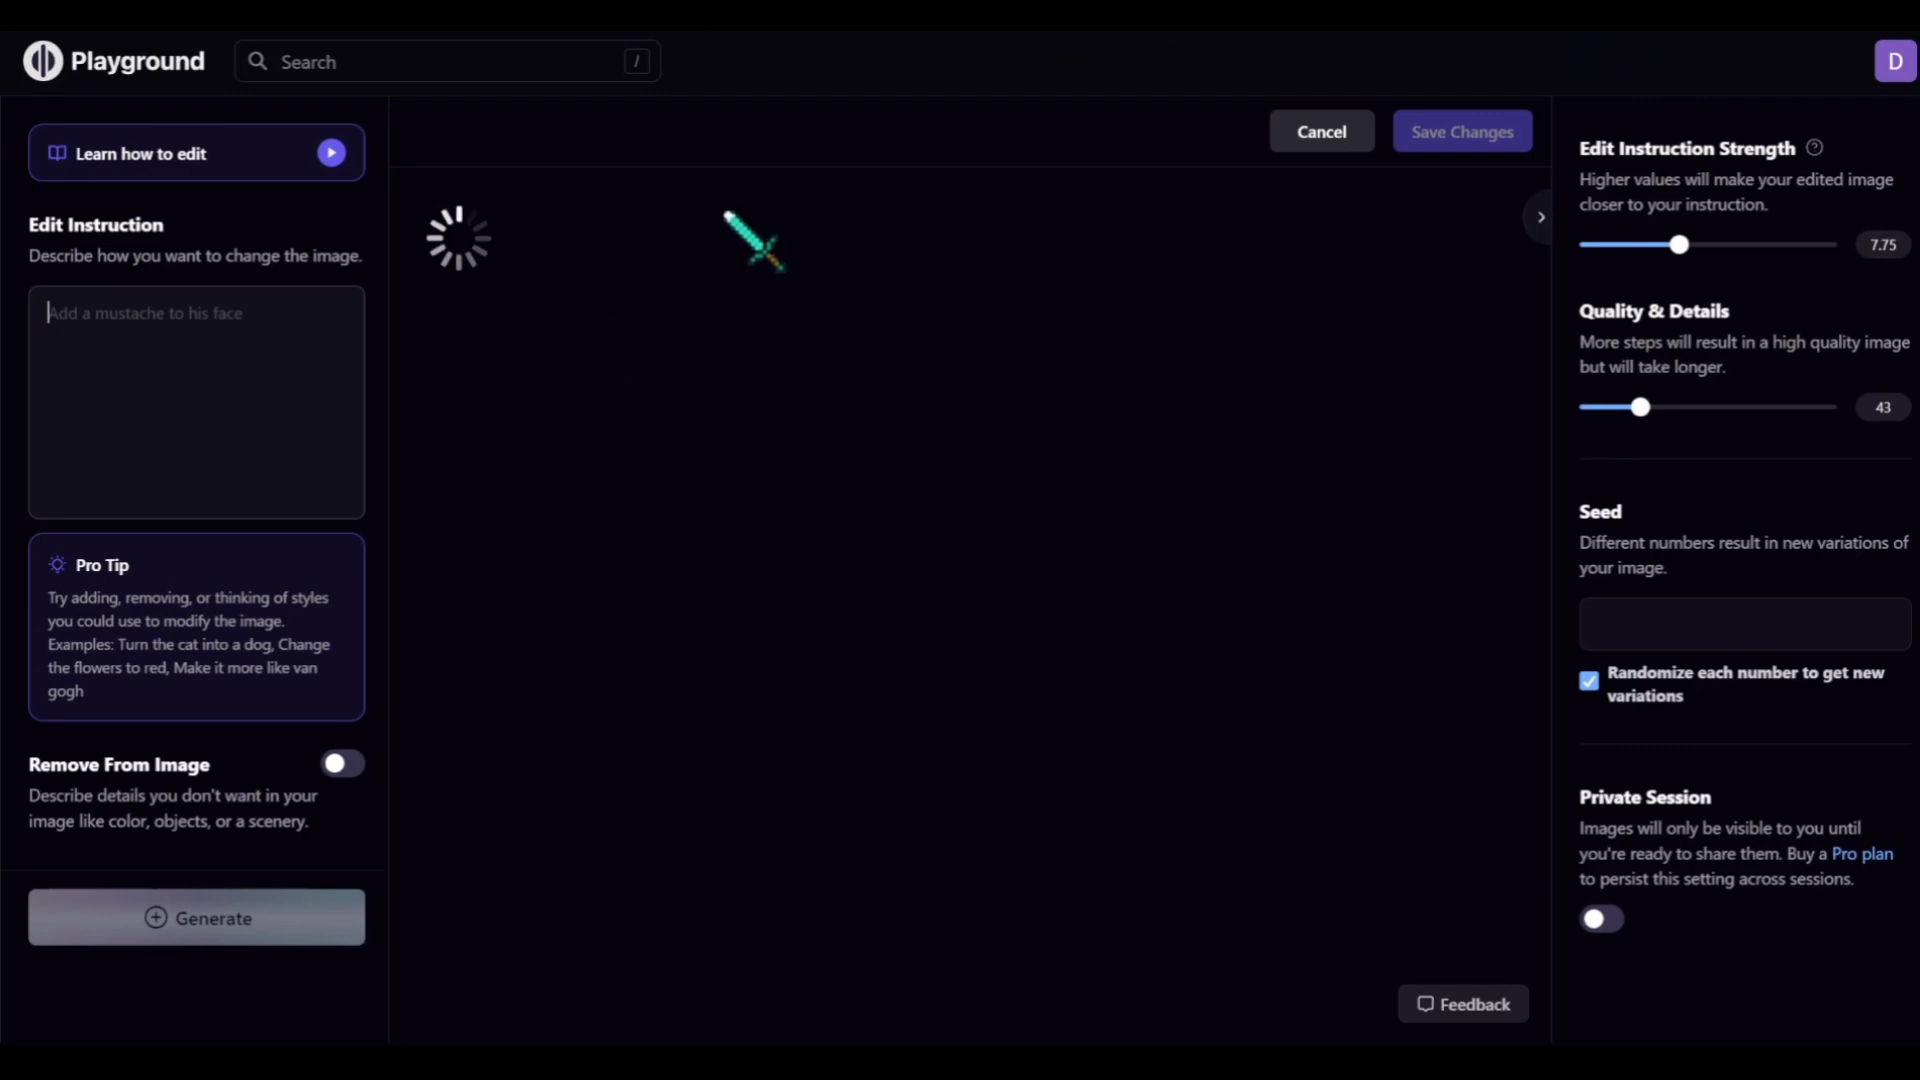 Playground
Search
/
D
Learn how to edit
Cancel
Save Changes
Edit Instruction
Describe how you want to change the image.
Add a mustache to his face
Pro Tip
Try adding, removing, or thinking of styles
you could use to modify the image.
Examples: Turn the cat into a dog, Change
the flowers to red, Make it more like van
gogh
Remove From Image
Describe details you don't want in your
image like color, objects, or a scenery.
Generate
Edit Instruction Strength ?
Higher values will make your edited image
closer to your instruction.
7.75
Quality & Details
More steps will result in a high quality image
but will take longer.
43
Seed
Different numbers result in new variations of
your image.
Randomize each number to get new
variations
Private Session
Images will only be visible to you until
you're ready to share them. Buy a Pro plan
to persist this setting across sessions.
Feedback